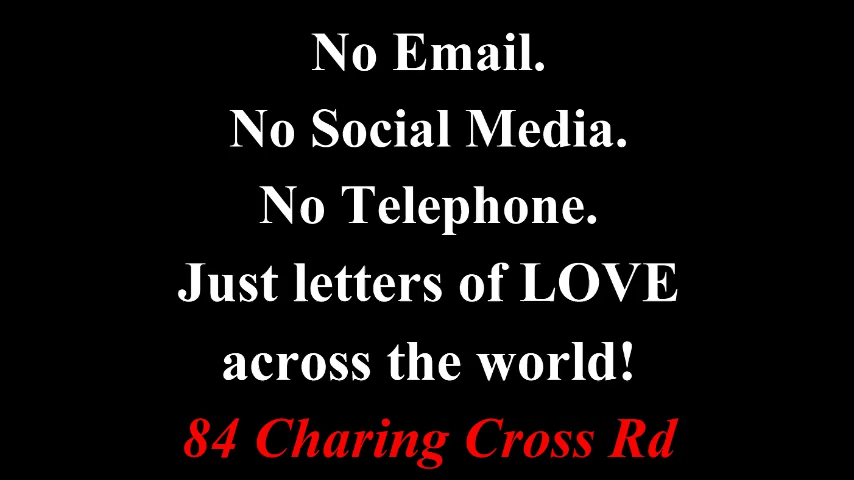 No Email.
No Social Media.
No Telephone.
Just letters of LOVE
across the world!
84 Charing Cross Rd